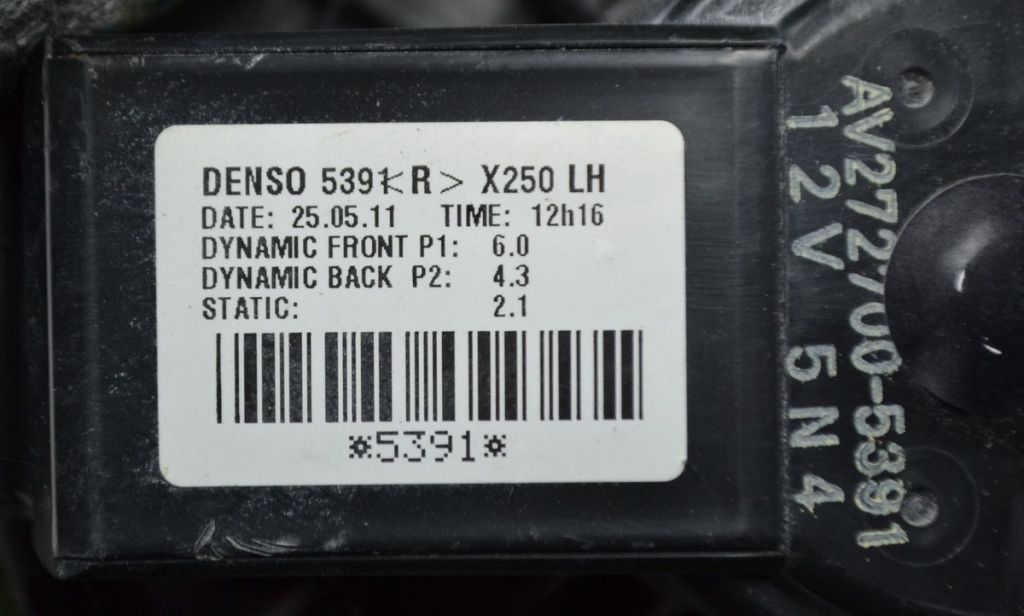 DENSO 5391<R> X250 LH
DATE: 25.05.11 TIME: 12h16
DYNAMIC FRONT P1: 6.0
DYNAMIC BACK P2: 4.3
STATIC: 2.1
*5391*
AV272700-5391
12V 5N4